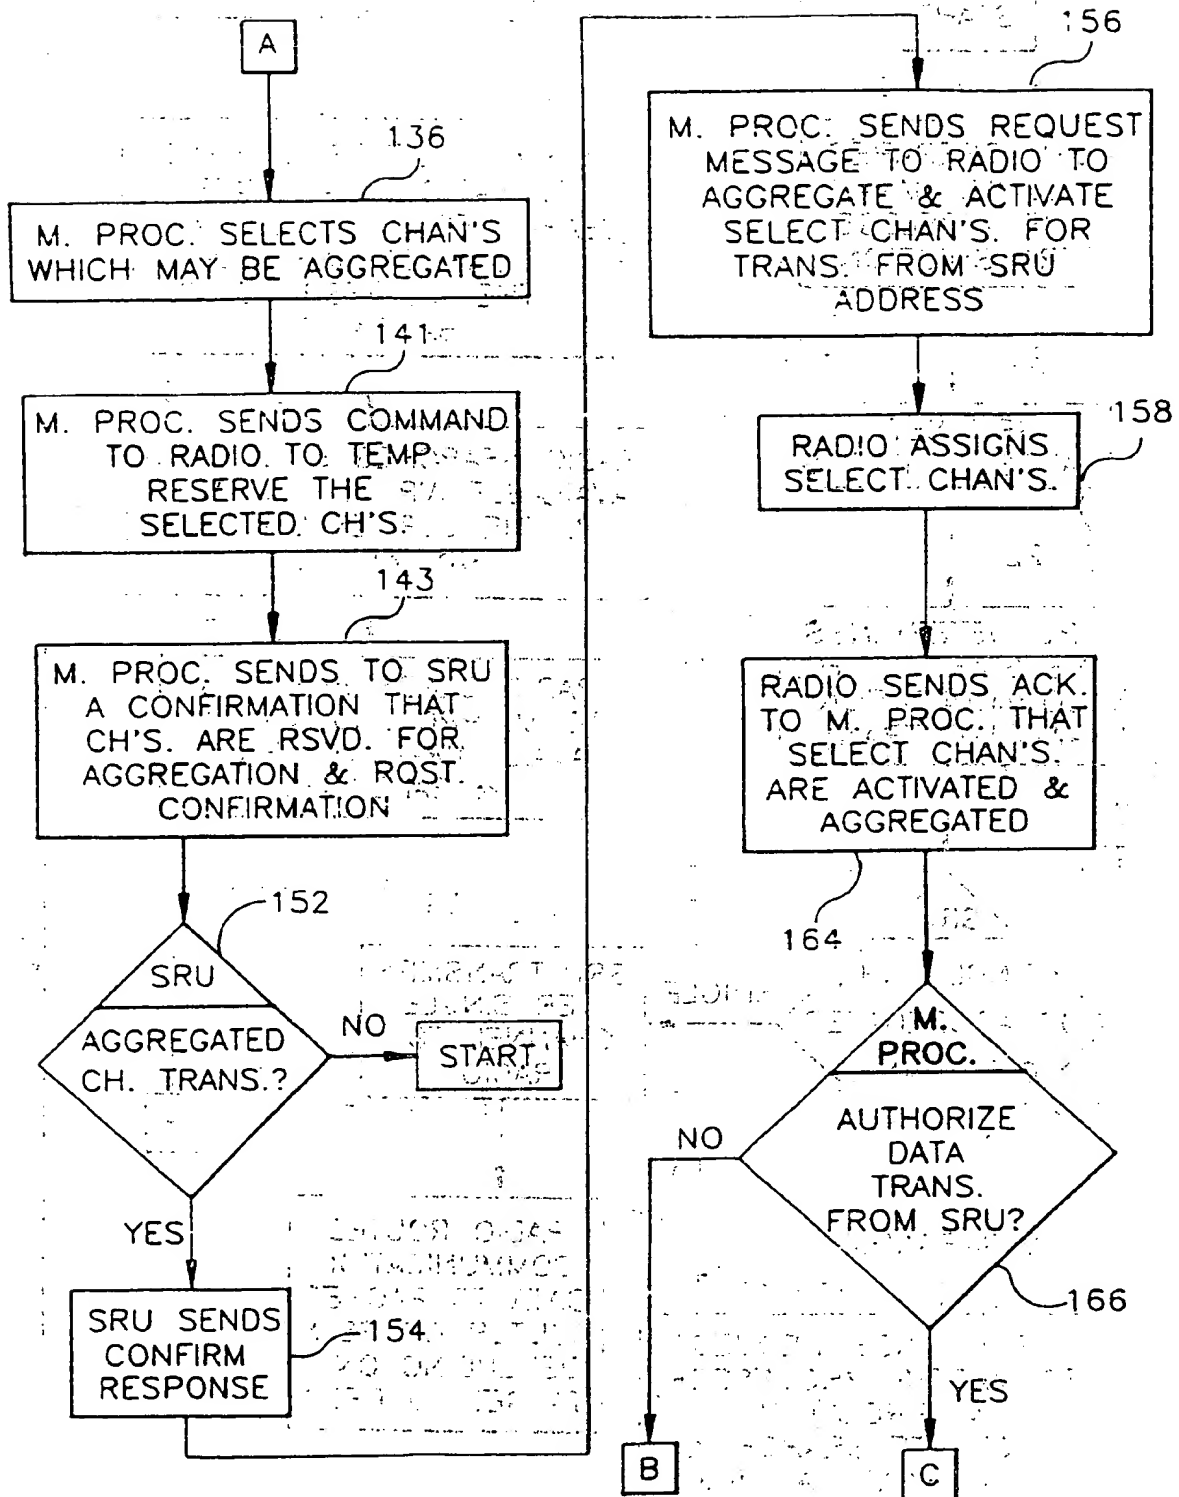 A
136
M. PROC. SELECTS CHAN'S
WHICH MAY BE AGGREGATED
141
M. PROC. SENDS COMMAND
TO RADIO TO TEMP.
RESERVE THE
SELECTED CH'S.
143
M. PROC. SENDS TO SRU
A CONFIRMATION THAT
CH'S. ARE RSVD. FOR
AGGREGATION & RQST.
CONFIRMATION
152
SRU
AGGREGATED
CH. TRANS.?
NO
START
YES
SRU SENDS
CONFIRM
RESPONSE
154
156
M. PROC. SENDS REQUEST
MESSAGE TO RADIO TO
AGGREGATE & ACTIVATE
SELECT CHAN'S. FOR
TRANS. FROM SRU
ADDRESS
158
RADIO ASSIGNS
SELECT CHAN'S.
RADIO SENDS ACK.
TO M. PROC. THAT
SELECT CHAN'S.
ARE ACTIVATED &
AGGREGATED
164
M.
PROC.
AUTHORIZE
DATA
TRANS.
FROM SRU?
NO
166
YES
B
C